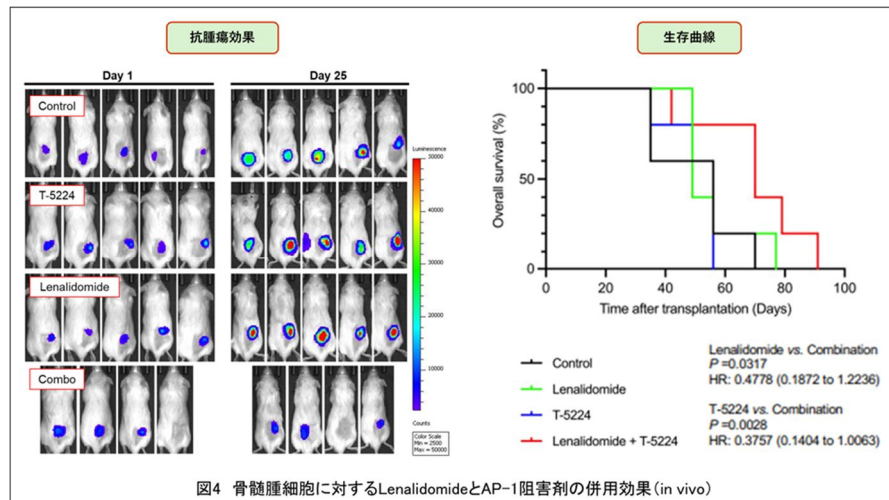 抗腫瘍効果
生存曲線
Day 1
Day 25
Control
T-5224
Lenalidomide
Combo
Luminescence
50000
40000
30000
20000
10000
Counts
Color Scale
Min = 2500
Max = 50000
Overall survival (%)
100
50
0
0 20 40 60 80 100
Time after transplantation (Days)
Control
Lenalidomide
T-5224
Lenalidomide + T-5224
Lenalidomide vs. Combination
P =0.0317
HR: 0.4778 (0.1872 to 1.2236)
T-5224 vs. Combination
P =0.0028
HR: 0.3757 (0.1404 to 1.0063)
図4 骨髄腫細胞に対するLenalidomideとAP-1阻害剤の併用効果(in vivo)